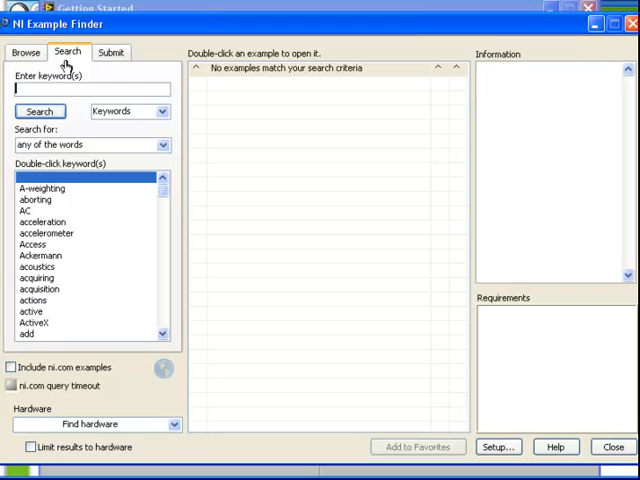 Getting Started
NI Example Finder
Browse
Search
Submit
Double-click an example to open it.
Information
Enter keyword(s)
No examples match your search criteria
Search
Keywords
Search for:
any of the words
Double-click keyword(s)
A-weighting
aborting
AC
acceleration
accelerometer
Access
Ackermann
acoustics
acquiring
acquisition
actions
active
ActiveX
add
Requirements
Include ni.com examples
ni.com query timeout
Hardware
Find hardware
Limit results to hardware
Add to Favorites
Setup...
Help
Close